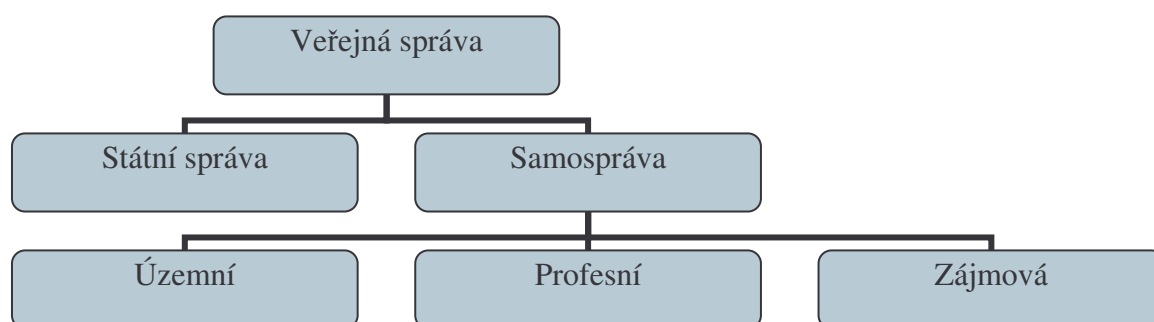 Veřejná správa
Státní správa
Samospráva
Územní
Profesní
Zájmová